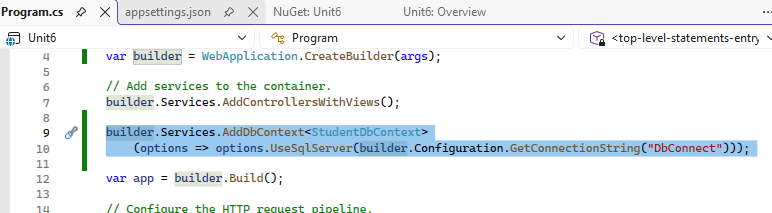 Program.cs appsettings.json NuGet: Unit6 Unit6: Overview
Unit6 Program <top-level-statements-entry
4 var builder = WebApplication.CreateBuilder(args);
5
6 // Add services to the container.
7 builder.Services.AddControllersWithViews();
8
9 builder.Services.AddDbContext<StudentDbContext>
10 (options => options.UseSqlServer(builder.Configuration.GetConnectionString("DbConnect")));
11
12 var app = builder.Build();
13
14 // Configure the HTTP request pipeline.